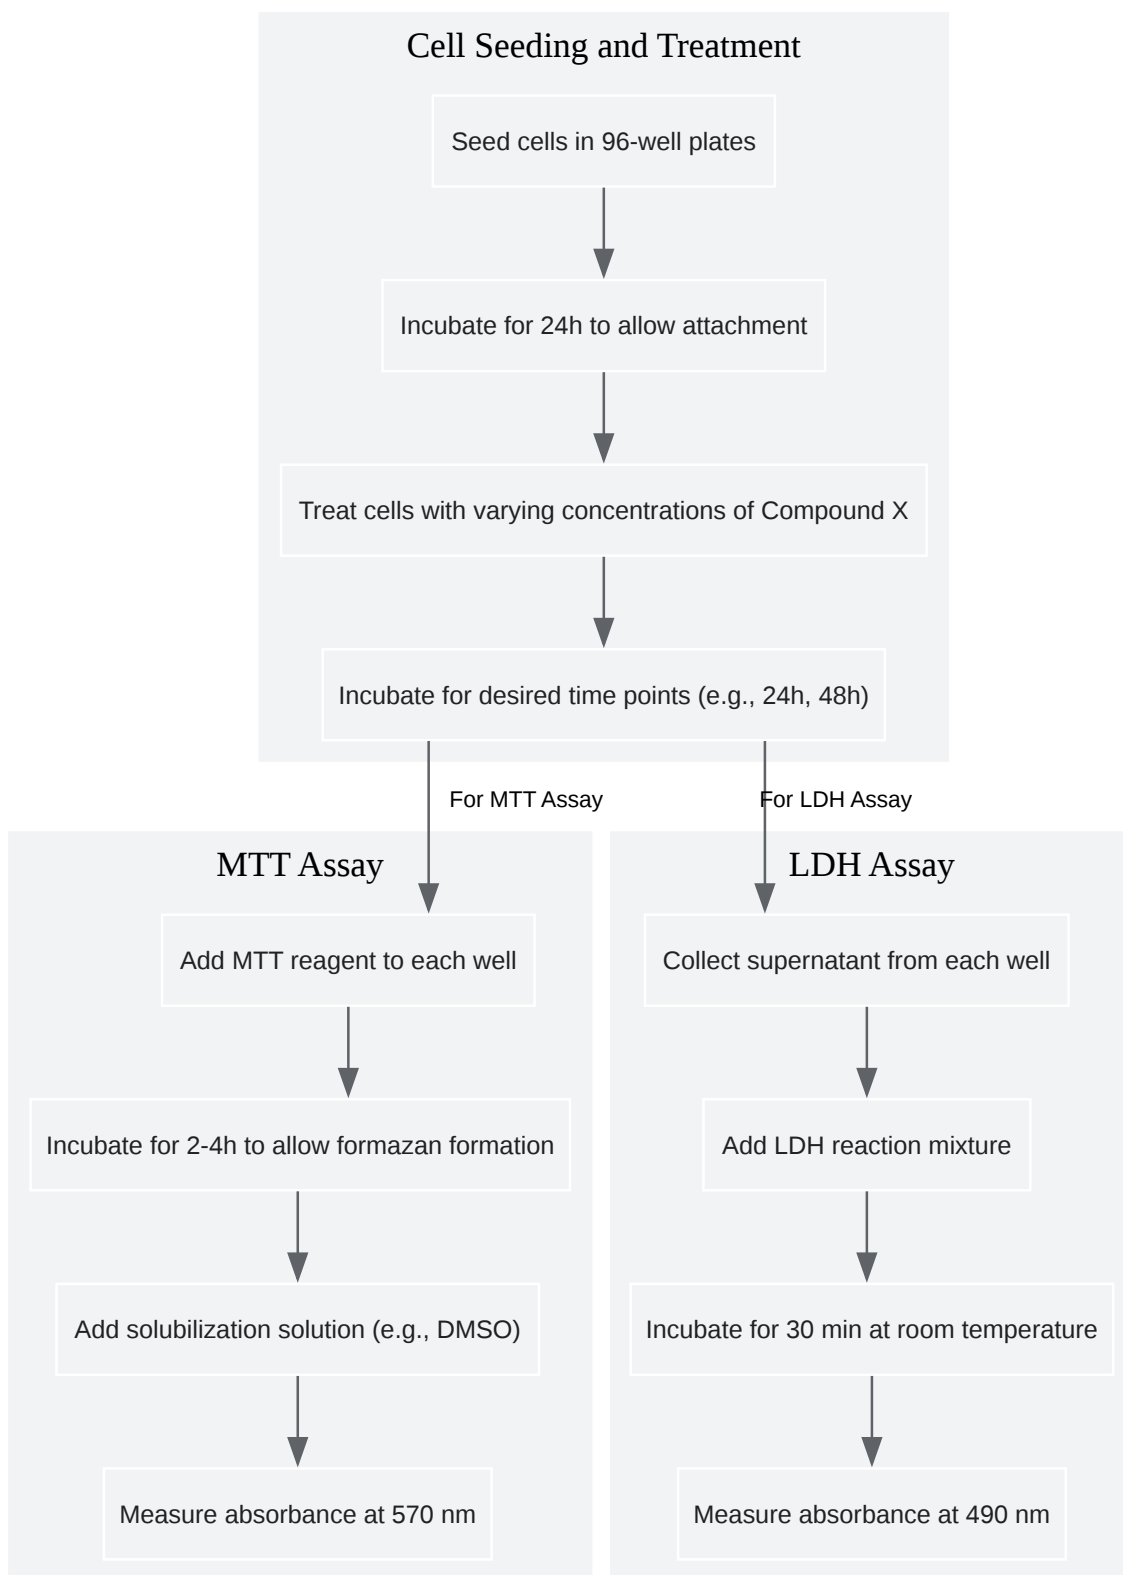 Cell Seeding and Treatment
Seed cells in 96-well plates
Incubate for 24h to allow attachment
Treat cells with varying concentrations of Compound X
Incubate for desired time points (e.g., 24h, 48h)
For MTT Assay
For LDH Assay
MTT Assay
Add MTT reagent to each well
Incubate for 2-4h to allow formazan formation
Add solubilization solution (e.g., DMSO)
Measure absorbance at 570 nm
LDH Assay
Collect supernatant from each well
Add LDH reaction mixture
Incubate for 30 min at room temperature
Measure absorbance at 490 nm